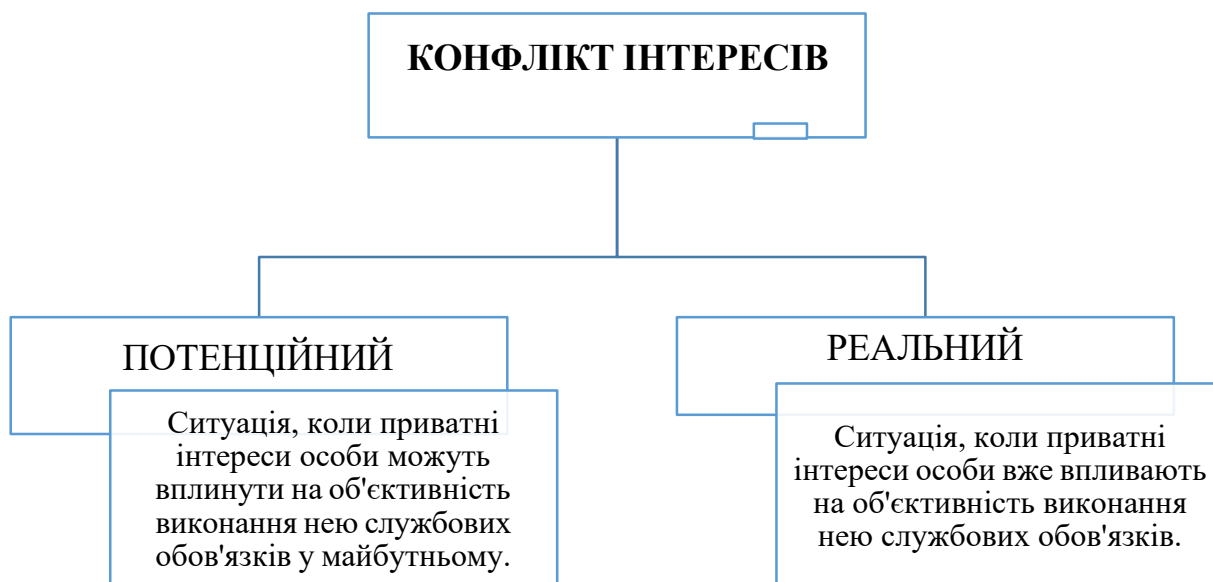 КОНФЛІКТ ІНТЕРЕСІВ
ПОТЕНЦІЙНИЙ
Ситуація, коли приватні
інтереси особи можуть
вплинути на об'єктивність
виконання нею службових
обов'язків у майбутньому.
РЕАЛЬНИЙ
Ситуація, коли приватні
інтереси особи вже впливають
на об'єктивність виконання
нею службових обов'язків.